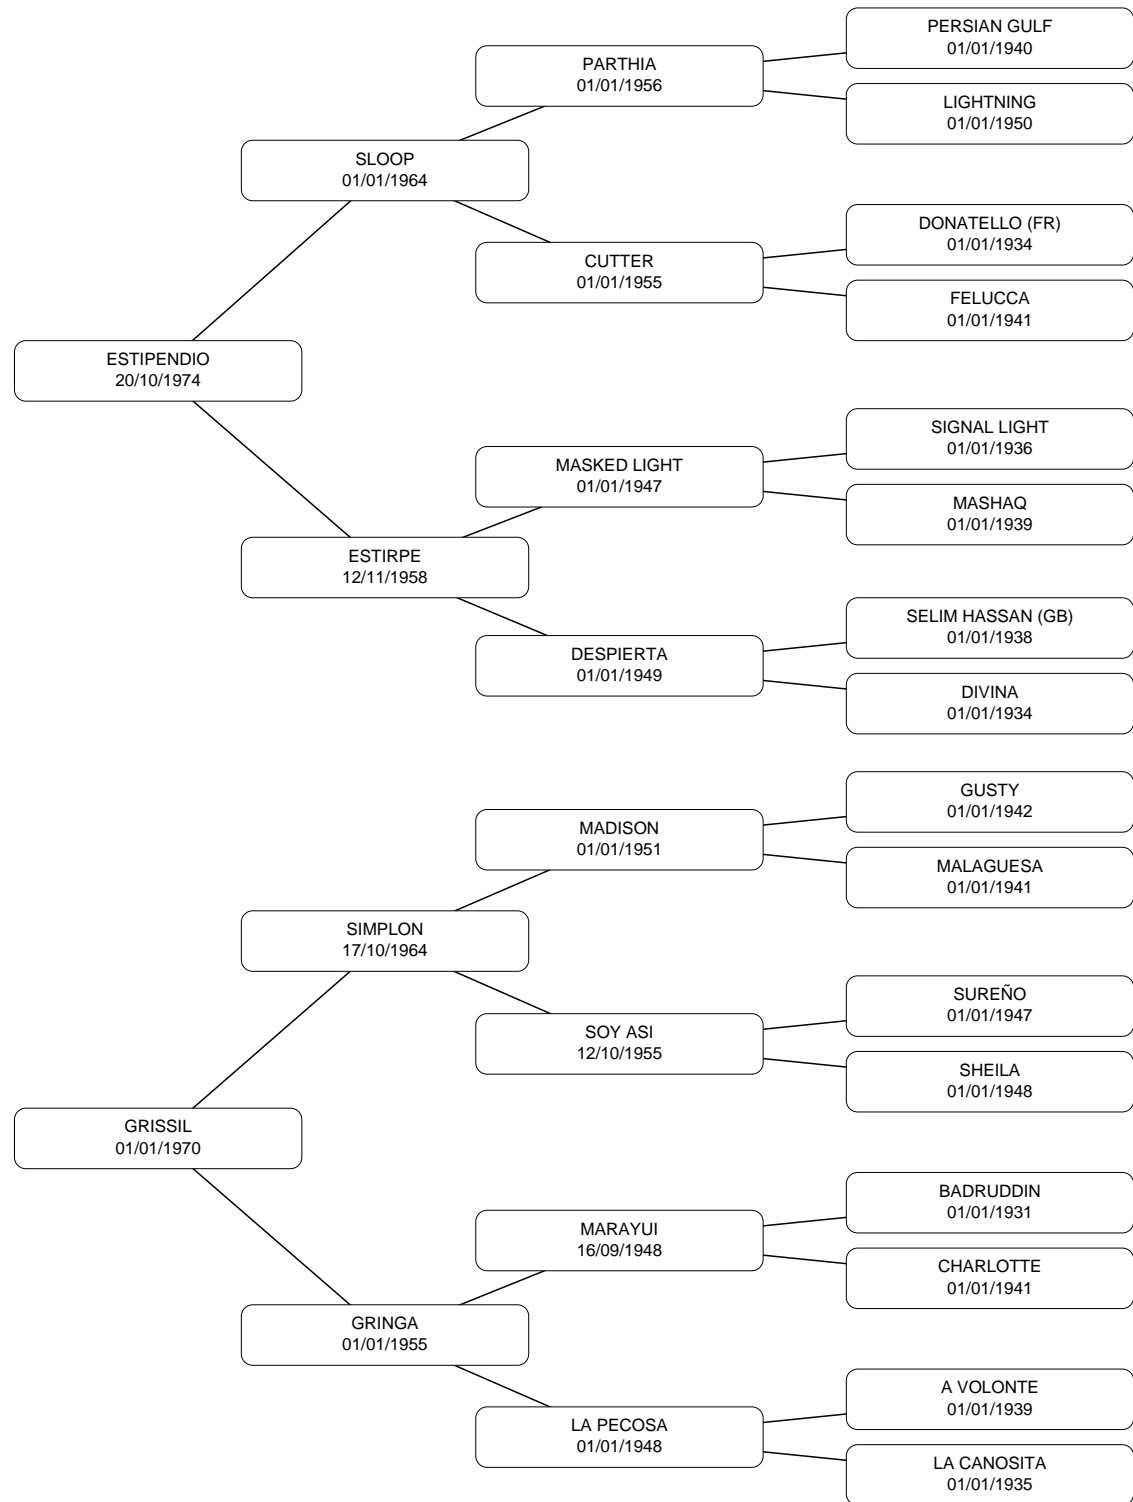 PERSIAN GULF
01/01/1940
PARTHIA
01/01/1956
LIGHTNING
01/01/1950
SLOOP
01/01/1964
DONATELLO (FR)
01/01/1934
CUTTER
01/01/1955
FELUCCA
01/01/1941
ESTIPENDIO
20/10/1974
SIGNAL LIGHT
01/01/1936
MASKED LIGHT
01/01/1947
MASHAQ
01/01/1939
ESTIRPE
12/11/1958
SELIM HASSAN (GB)
01/01/1938
DESPIERTA
01/01/1949
DIVINA
01/01/1934
GUSTY
01/01/1942
MADISON
01/01/1951
MALAGUESA
01/01/1941
SIMPLON
17/10/1964
SUREÑO
01/01/1947
SOY ASI
12/10/1955
SHEILA
01/01/1948
GRISSIL
01/01/1970
BADRUDDIN
01/01/1931
MARAYUI
16/09/1948
CHARLOTTE
01/01/1941
GRINGA
01/01/1955
A VOLONTE
01/01/1939
LA PECOSA
01/01/1948
LA CANOSITA
01/01/1935